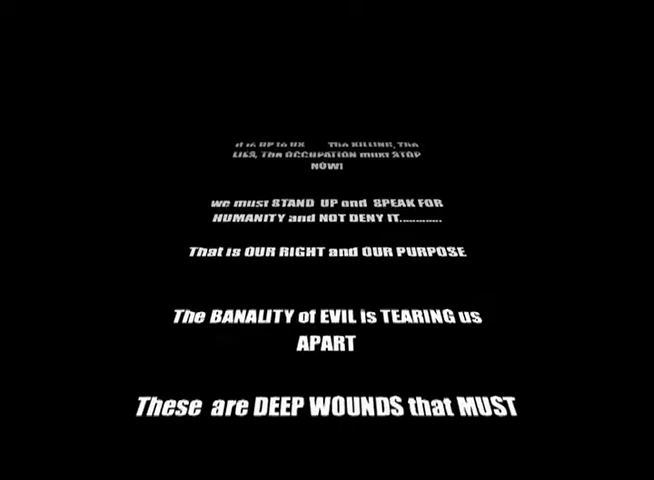 it is UP to US The KILLING, The
LIES, The OCCUPATION must STOP
NOW!
we must STAND UP and SPEAK FOR
HUMANITY and NOT DENY IT.............
That is OUR RIGHT and OUR PURPOSE
The BANALITY of EVIL is TEARING us
APART
These are DEEP WOUNDS that MUST